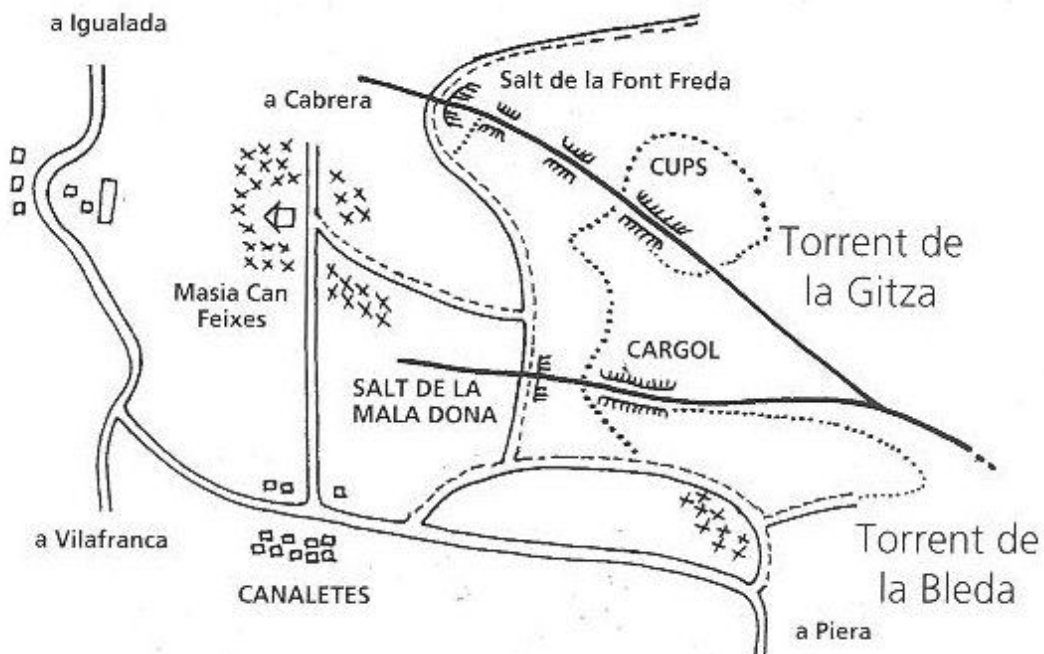 a Igualada
Salt de la Font Freda
a Cabrera
CUPS
Torrent de
la Gitza
Masia Can
Feixes
CARGOL
SALT DE LA
MALA DONA
a Vilafranca
CANALETES
Torrent de
la Bleda
a Piera